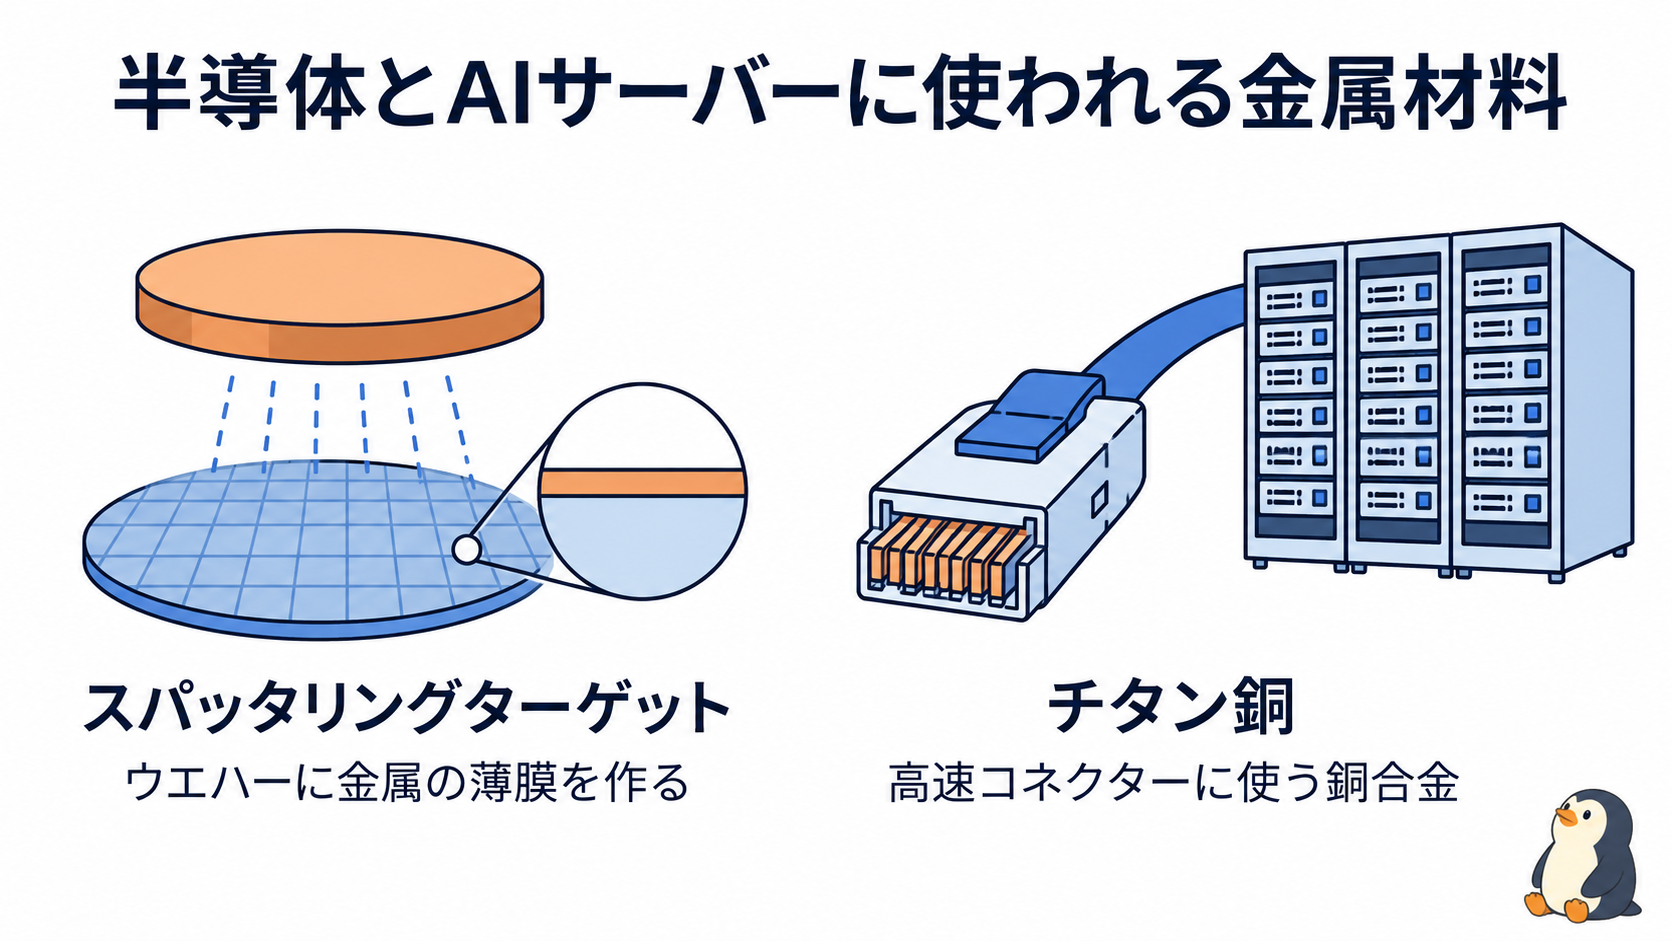 半導体とAIサーバーに使われる金属材料
スパッタリングターゲット
ウエハーに金属の薄膜を作る
チタン銅
高速コネクターに使う銅合金